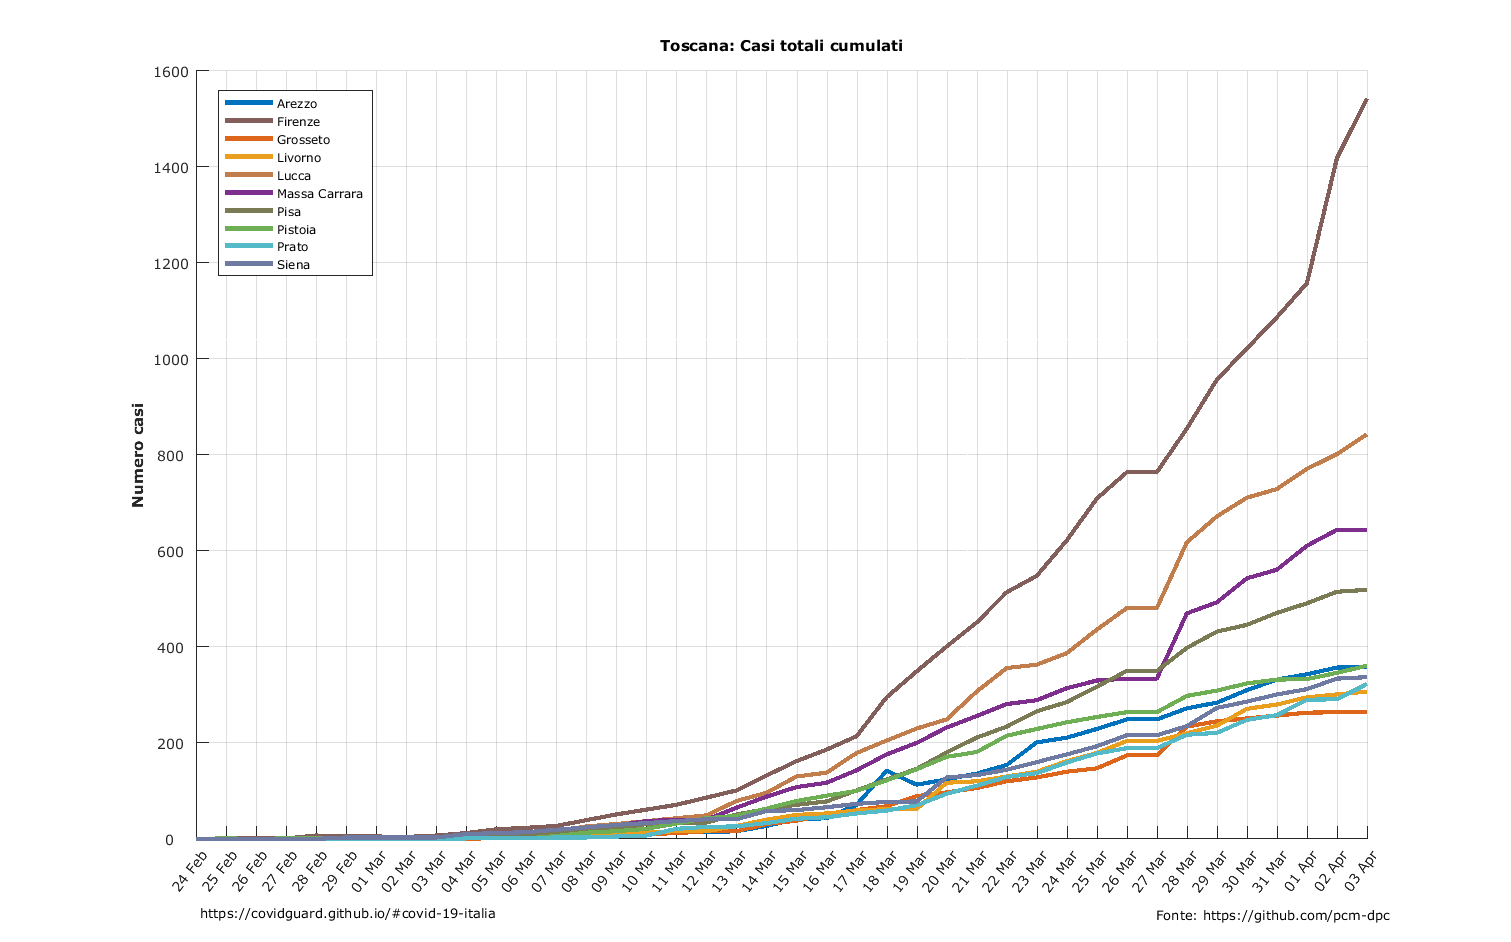 Toscana: Casi totali cumulati
Numero casi
1600
1400
1200
1000
800
600
400
200
0
Arezzo
Firenze
Grosseto
Livorno
Lucca
Massa Carrara
Pisa
Pistoia
Prato
Siena
24 Feb
25 Feb
26 Feb
27 Feb
28 Feb
29 Feb
01 Mar
02 Mar
03 Mar
04 Mar
05 Mar
06 Mar
07 Mar
08 Mar
09 Mar
10 Mar
11 Mar
12 Mar
13 Mar
14 Mar
15 Mar
16 Mar
17 Mar
18 Mar
19 Mar
20 Mar
21 Mar
22 Mar
23 Mar
24 Mar
25 Mar
26 Mar
27 Mar
28 Mar
29 Mar
30 Mar
31 Mar
01 Apr
02 Apr
03 Apr
https://covidguard.github.io/#covid-19-italia
Fonte: https://github.com/pcm-dpc